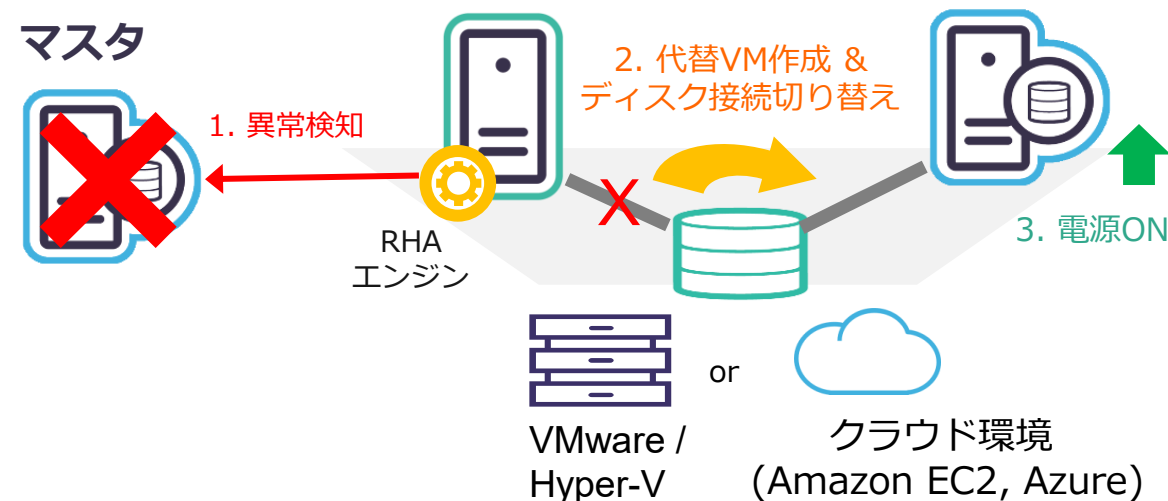 マスタ
1. 異常検知
2. 代替VM作成 &
ディスク接続切り替え
X
3. 電源ON
RHA
エンジン
or
VMware /
Hyper-V
クラウド環境
(Amazon EC2, Azure)